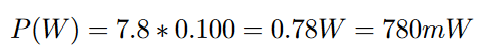 P(W) = 7.8 * 0.100 = 0.78W = 780mW